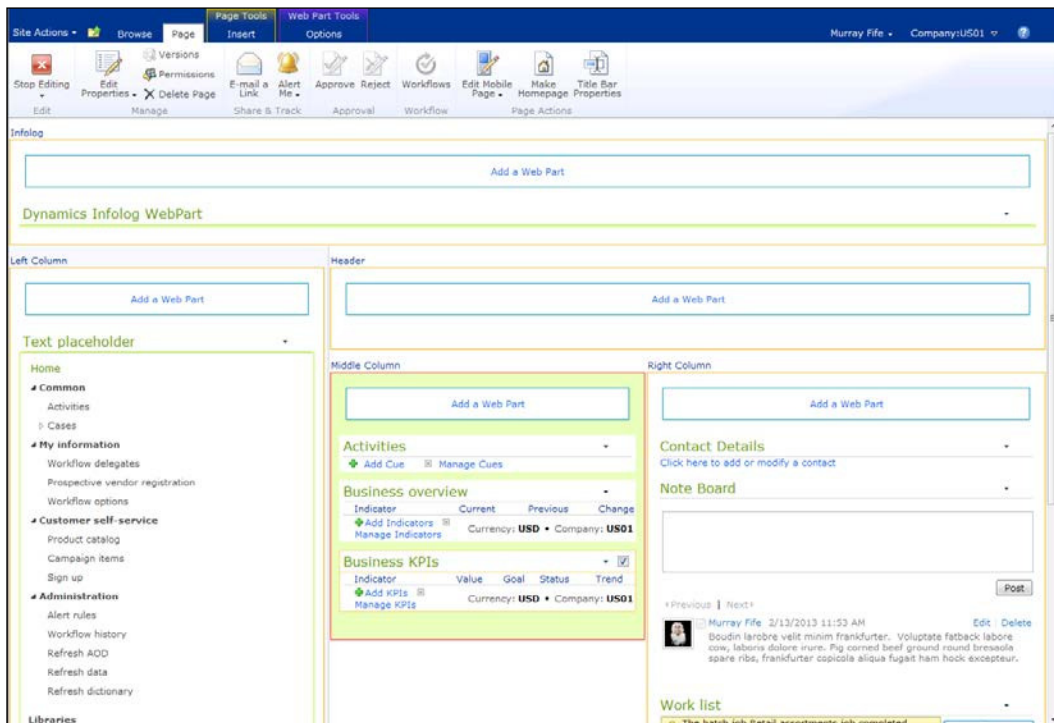 Page Tools Web Part Tools
Site Actions Browse Page Insert Options Murray Fife Company:US01
Stop Editing
Edit Properties
Versions
Permissions
Delete Page
E-mail a Link
Alert Me
Approve Reject
Workflows
Edit Mobile Page
Make Homepage
Title Bar Properties
Edit Manage Share & Track Approval Workflow Page Actions
Infolog
Add a Web Part
Dynamics Infolog WebPart
Left Column
Add a Web Part
Text placeholder
Home
Common
Activities
Cases
My information
Workflow delegates
Prospective vendor registration
Workflow options
Customer self-service
Product catalog
Campaign items
Sign up
Administration
Alert rules
Workflow history
Refresh AOD
Refresh data
Refresh dictionary
Libraries
Header
Add a Web Part
Middle Column
Add a Web Part
Activities
Add Cue Manage Cues
Business overview
Indicator Current Previous Change
Add Indicators
Manage Indicators
Currency: USD • Company: US01
Business KPIs
Indicator Value Goal Status Trend
Add KPIs
Manage KPIs
Currency: USD • Company: US01
Right Column
Add a Web Part
Contact Details
Click here to add or modify a contact
Note Board
Post
Previous | Next
Murray Fife 2/13/2013 11:53 AM Edit | Delete
Boudin larobre velit minim frankfurter. Voluptate fatback labore
cow, laboris dolore irure. Pig corned beef ground round bresaola
spare ribs, frankfurter capicola aliqua fugait ham hock excepteur.
Work list
The batch job Retail assortments job completed